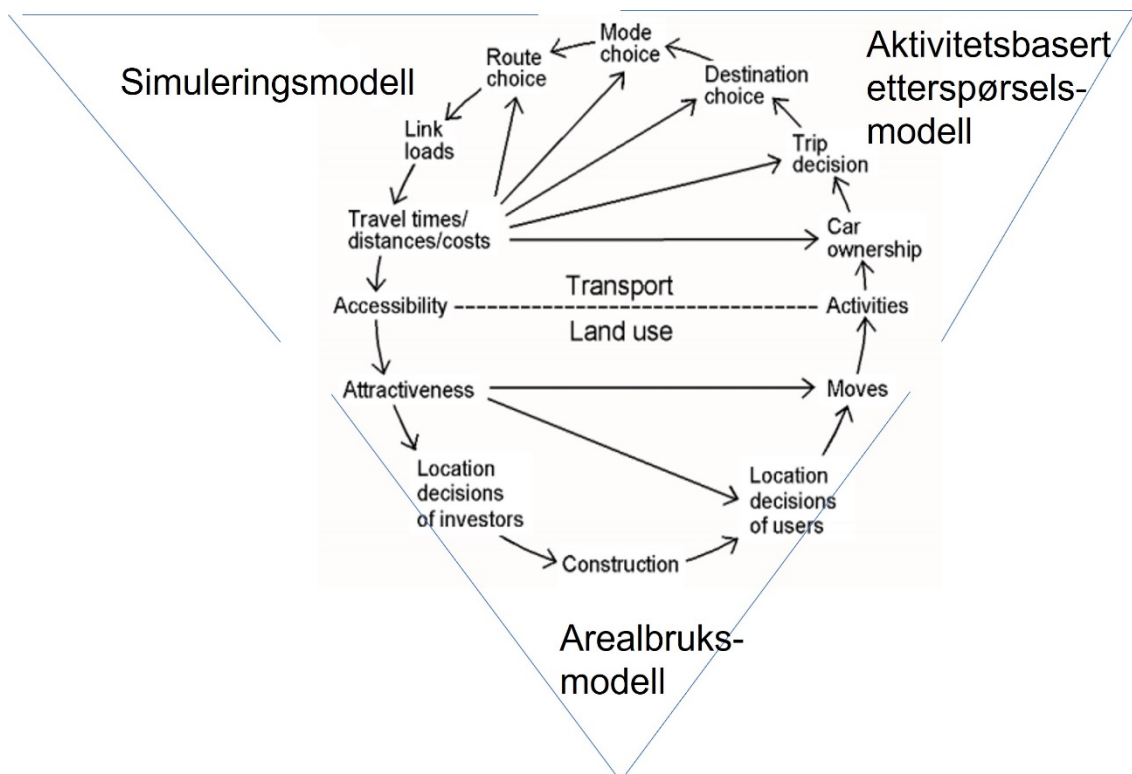 Simuleringsmodell
Aktivitetsbasert
etterspørsels-
modell
Mode
choice
Route
choice
Destination
choice
Link
loads
Trip
decision
Travel times/
distances/costs
Car
ownership
Transport
Accessibility
Activities
Land use
Attractiveness
Moves
Location
decisions
of investors
Location
decisions
of users
Construction
Arealbruks-
modell